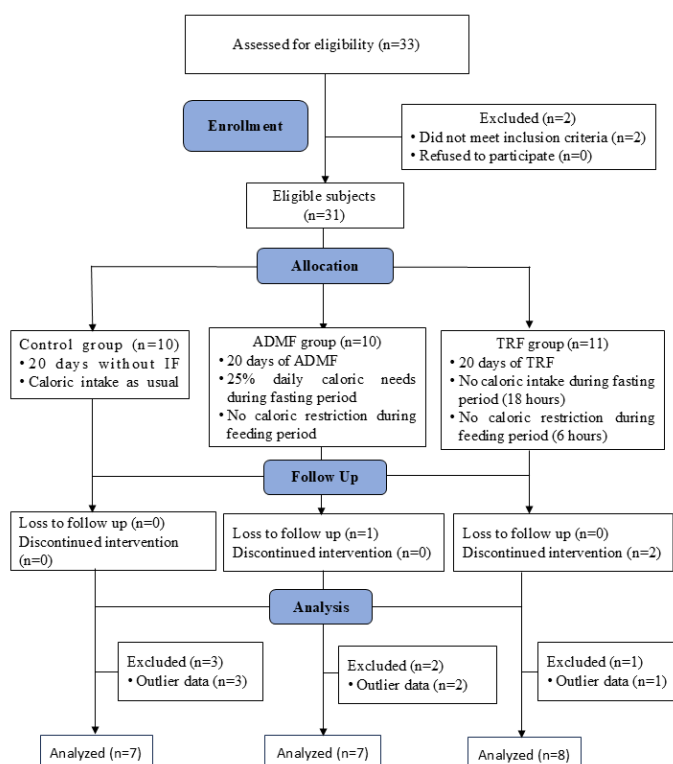 Assessed for eligibility (n=33)
Enrollment
Excluded (n=2)
• Did not meet inclusion criteria (n=2)
• Refused to participate (n=0)
Eligible subjects
(n=31)
Allocation
Control group (n=10)
• 20 days without IF
• Caloric intake as usual
ADMF group (n=10)
• 20 days of ADMF
• 25% daily caloric needs
during fasting period
• No caloric restriction during
feeding period
TRF group (n=11)
• 20 days of TRF
• No caloric intake during fasting
period (18 hours)
• No caloric restriction during
feeding period (6 hours)
Follow Up
Loss to follow up (n=0)
Discontinued intervention
(n=0)
Loss to follow up (n=1)
Discontinued intervention (n=0)
Loss to follow up (n=0)
Discontinued intervention (n=2)
Analysis
Excluded (n=3)
• Outlier data (n=3)
Excluded (n=2)
• Outlier data (n=2)
Excluded (n=1)
• Outlier data (n=1)
Analyzed (n=7)
Analyzed (n=7)
Analyzed (n=8)